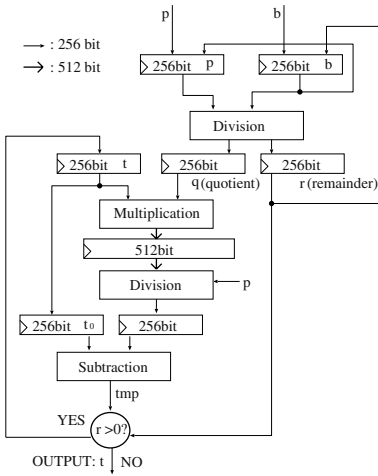 p
b
: 256 bit
: 512 bit
256bit p
256bit b
Division
256bit t
256bit
256bit
q(quotient)
r(remainder)
Multiplication
512bit
Division
p
256bit t0
256bit
Subtraction
tmp
YES
r >0?
OUTPUT: t
NO